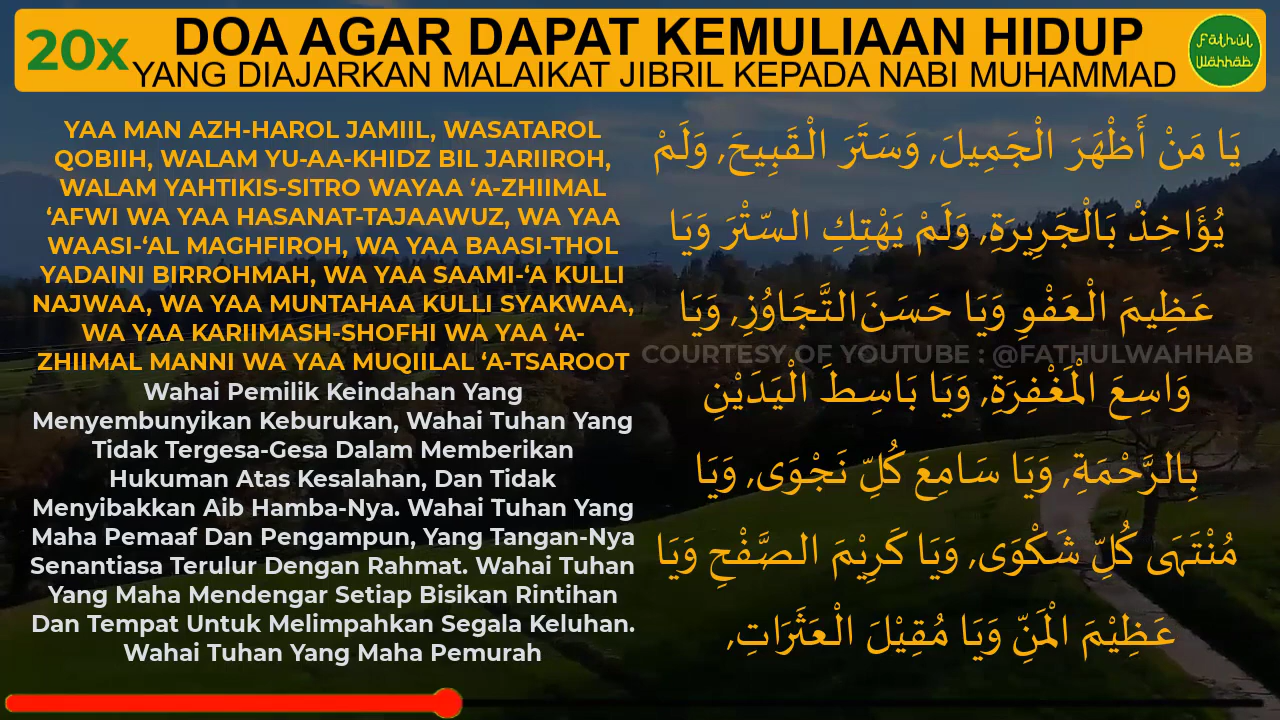 20x
DOA AGAR DAPAT KEMULIAAN HIDUP
YANG DIAJARKAN MALAIKAT JIBRIL KEPADA NABI MUHAMMAD
Fathul
Wahhab
YAA MAN AZH-HAROL JAMIIL, WASATAROL
QOBIIH, WALAM YU-AA-KHIDZ BIL JARIIROH,
WALAM YAHTIKIS-SITRO WAYAA ‘A-ZHIIMAL
‘AFWI WA YAA HASANAT-TAJAAWUZ, WA YAA
WAASI-‘AL MAGHFIROH, WA YAA BAASI-THOL
YADAINI BIRROHMAH, WA YAA SAAMI-‘A KULLI
NAJWAA, WA YAA MUNTAHAA KULLI SYAKWAA,
WA YAA KARIIMASH-SHOFHI WA YAA ‘A-
ZHIIMAL MANNI WA YAA MUQIILAL ‘A-TSAROOT
Wahai Pemilik Keindahan Yang
Menyembunyikan Keburukan, Wahai Tuhan Yang
Tidak Tergesa-Gesa Dalam Memberikan
Hukuman Atas Kesalahan, Dan Tidak
Menyibakkan Aib Hamba-Nya. Wahai Tuhan Yang
Maha Pemaaf Dan Pengampun, Yang Tangan-Nya
Senantiasa Terulur Dengan Rahmat. Wahai Tuhan
Yang Maha Mendengar Setiap Bisikan Rintihan
Dan Tempat Untuk Melimpahkan Segala Keluhan.
Wahai Tuhan Yang Maha Pemurah
يَا مَنْ أَظْهَرَ الْجَمِيلَ, وَسَتَرَ الْقَبِيحَ, وَلَمْ
يُؤَاخِذْ بَالْجَرِيرَةِ, وَلَمْ يَهْتِكِ السّتْرَ وَيَا
عَظِيمَ الْعَفْوِ وَيَا حَسَنَ التَّجَاوُزِ, وَيَا
COURTESY OF YOUTUBE : @FATHULWAHHAB
وَاسِعَ الْمَغْفِرَةِ, وَيَا بَاسِطَ الْيَدَيْنِ
بِالرَّحْمَةِ, وَيَا سَامِعَ كُلِّ نَجْوَى, وَيَا
مُنْتَهَى كُلِّ شَكْوَى, وَيَا كَرِيْمَ الصَّفْحِ وَيَا
عَظِيْمَ الْمَنِّ وَيَا مُقِيْلَ الْعَثَرَاتِ,